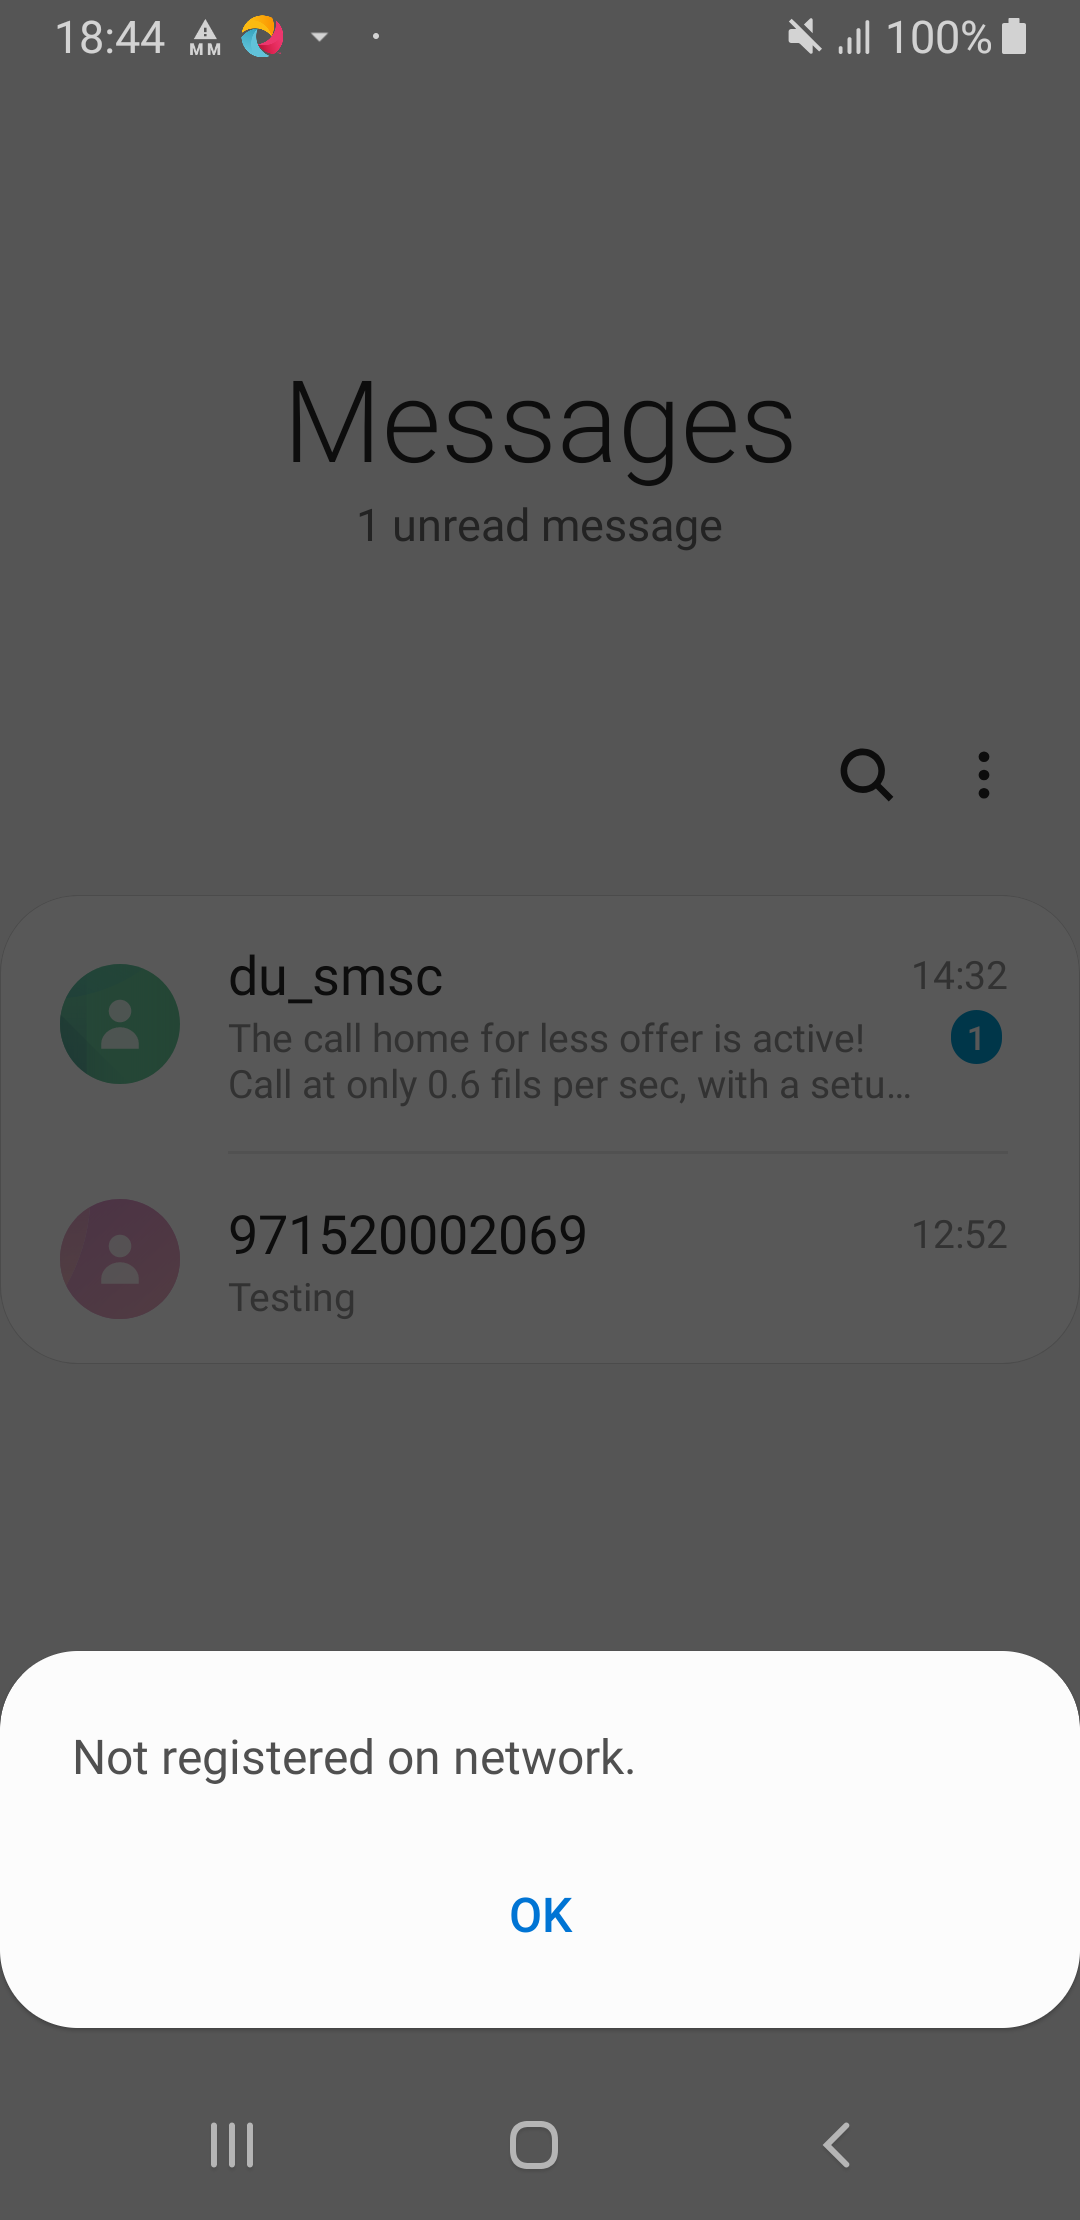 18:44
MM
100%
Messages
1 unread message
du_smsc
14:32
The call home for less offer is active!
1
Call at only 0.6 fils per sec, with a setu...
971520002069
12:52
Testing
Not registered on network.
OK